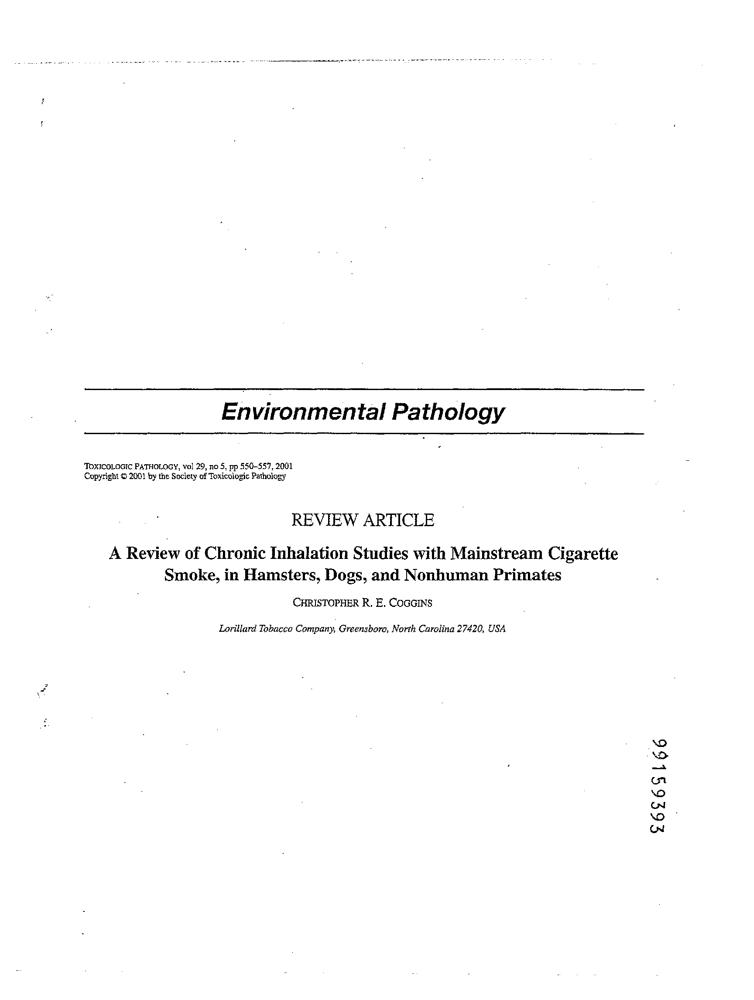 Environmental Pathology
TOXICOLOGIC PATHOLOGY, vol 29, no 5, pp 550–557, 2001
Copyright © 2001 by the Society of Toxicologic Pathology
REVIEW ARTICLE
A Review of Chronic Inhalation Studies with Mainstream Cigarette
Smoke, in Hamsters, Dogs, and Nonhuman Primates
CHRISTOPHER R. E. COGGINS
Lorillard Tobacco Company, Greensboro, North Carolina 27420, USA
99159393